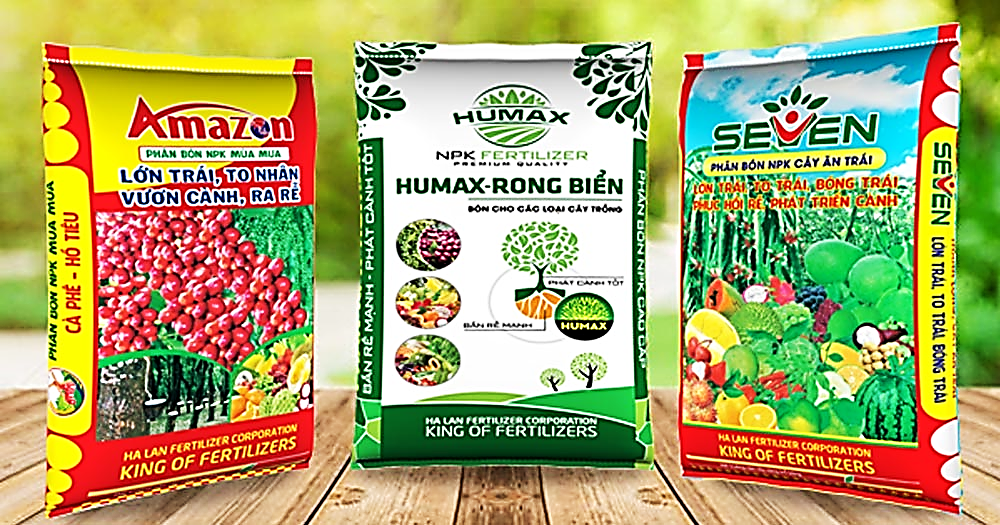 Amazon
PHÂN BÓN NPK MÙA MƯA
LỚN TRÁI, TO NHÂN
VƯƠN CÀNH, RA RỄ
PHÂN BÓN NPK MÙA MƯA
CÀ PHÊ - HỒ TIÊU
HA LAN FERTILIZER CORPORATION
KING OF FERTILIZERS
HUMAX
NPK FERTILIZER
PREMIUM QUALITY
HUMAX-RONG BIỂN
BÓN CHO CÁC LOẠI CÂY TRỒNG
PHÁT CÀNH TỐT
BẮN RỄ MẠNH
HUMAX
BẮN RỄ MẠNH - PHÁT CÀNH TỐT
PHÂN BÓN NPK CAO CẤP
HA LAN FERTILIZER CORPORATION
KING OF FERTILIZERS
SEVEN
PHÂN BÓN NPK CÂY ĂN TRÁI
LỚN TRÁI, TO TRÁI, BÓNG TRÁI
PHỤC HỒI RỄ, PHÁT TRIỂN CÀNH
SEVEN
LỚN TRÁI, TO TRÁI, BÓNG TRÁI
HA LAN FERTILIZER CORPORATION
KING OF FERTILIZERS